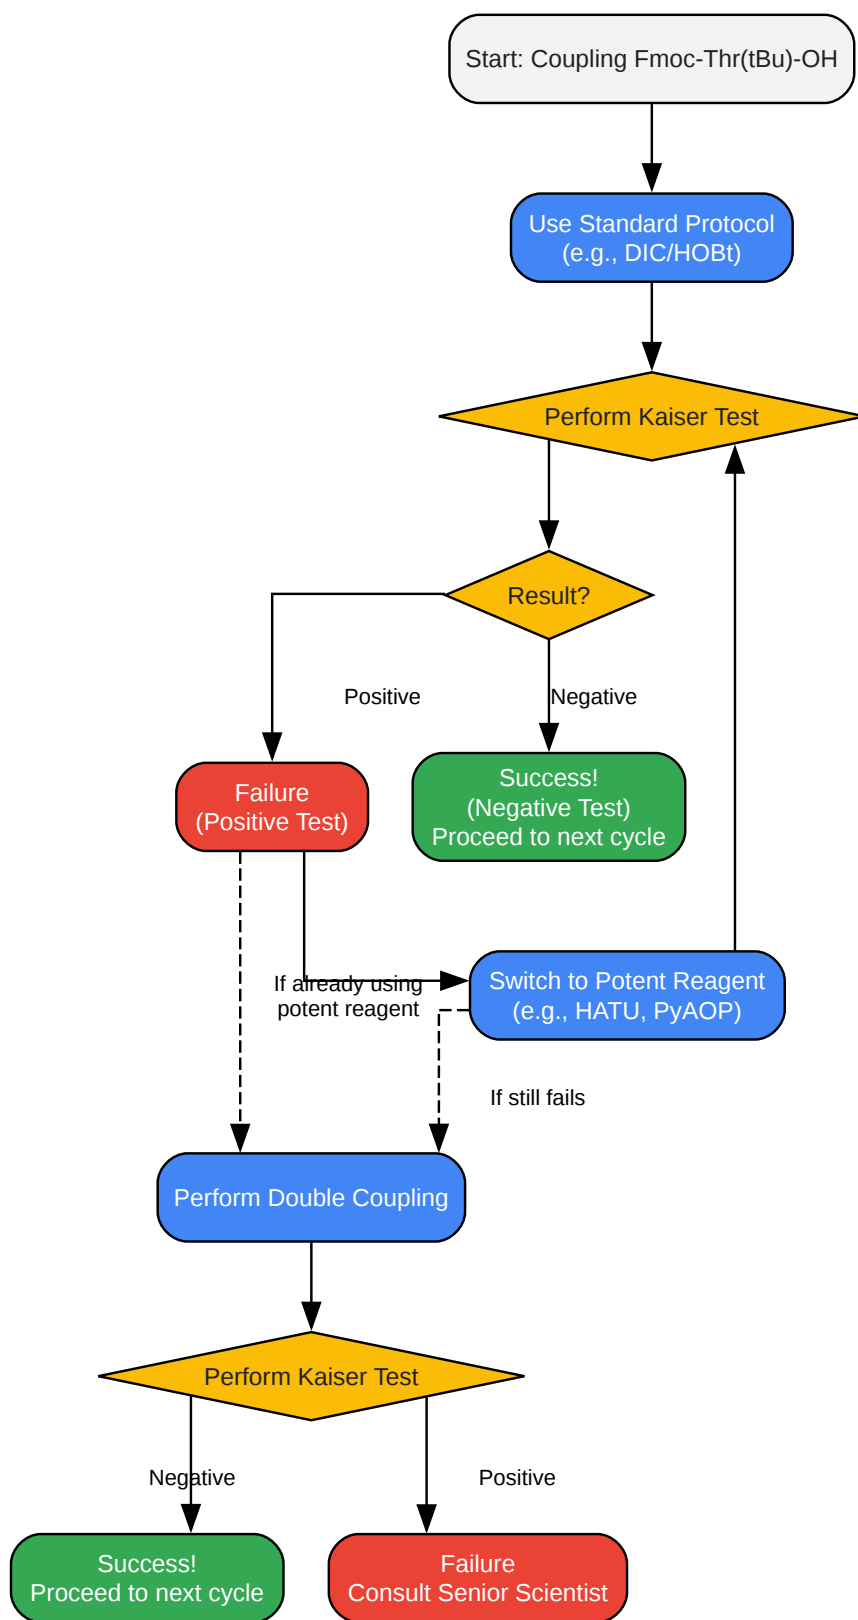 Start: Coupling Fmoc-Thr(tBu)-OH
Use Standard Protocol
(e.g., DIC/HOBt)
Perform Kaiser Test
Result?
Positive
Negative
Failure
(Positive Test)
Success!
(Negative Test)
Proceed to next cycle
If already using
potent reagent
Switch to Potent Reagent
(e.g., HATU, PyAOP)
If still fails
Perform Double Coupling
Perform Kaiser Test
Negative
Positive
Success!
Proceed to next cycle
Failure
Consult Senior Scientist